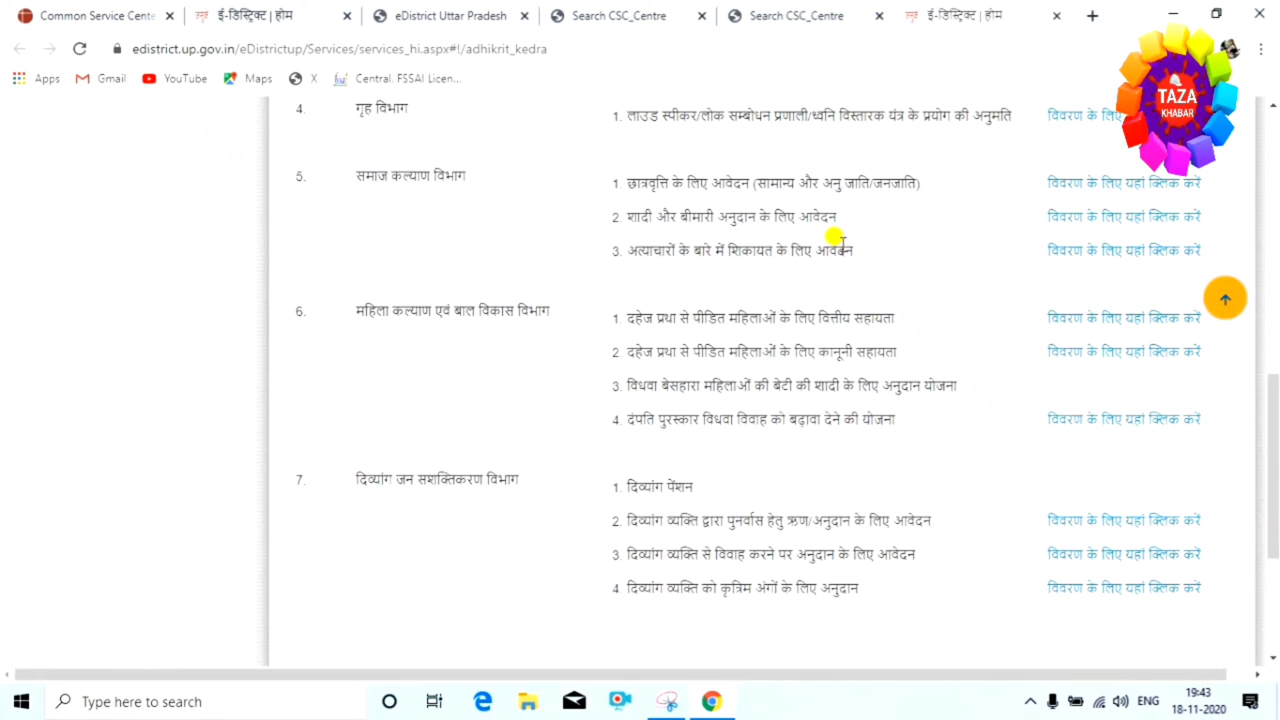 Common Service Cente
ई-डिस्ट्रिक्ट | होम
eDistrict Uttar Pradesh
Search CSC_Centre
Search CSC_Centre
ई-डिस्ट्रिक्ट | होम
edistrict.up.gov.in/eDistrictup/Services/services_hi.aspx#!/adhikrit_kedra
Apps Gmail YouTube Maps X Central. FSSAI Licen...
TAZA
KHABAR
4. गृह विभाग
1. लाउड स्पीकर/लोक सम्बोधन प्रणाली/ध्वनि विस्तारक यंत्र के प्रयोग की अनुमति विवरण के लिए
5. समाज कल्याण विभाग
1. छात्रवृत्ति के लिए आवेदन (सामान्य और अनु जाति/जनजाति) विवरण के लिए यहां क्लिक करें
2. शादी और बीमारी अनुदान के लिए आवेदन विवरण के लिए यहां क्लिक करें
3. अत्याचारों के बारे में शिकायत के लिए आवेदन विवरण के लिए यहां क्लिक करें
6. महिला कल्याण एवं बाल विकास विभाग
1. दहेज प्रथा से पीडित महिलाओं के लिए वित्तीय सहायता विवरण के लिए यहां क्लिक करें
2. दहेज प्रथा से पीडित महिलाओं के लिए कानूनी सहायता विवरण के लिए यहां क्लिक करें
3. विधवा बेसहारा महिलाओं की बेटी की शादी के लिए अनुदान योजना
4. दंपति पुरस्कार विधवा विवाह को बढ़ावा देने की योजना विवरण के लिए यहां क्लिक करें
7. दिव्यांग जन सशक्तिकरण विभाग
1. दिव्यांग पेंशन
2. दिव्यांग व्यक्ति द्वारा पुनर्वास हेतु ऋण/अनुदान के लिए आवेदन विवरण के लिए यहां क्लिक करें
3. दिव्यांग व्यक्ति से विवाह करने पर अनुदान के लिए आवेदन विवरण के लिए यहां क्लिक करें
4. दिव्यांग व्यक्ति को कृत्रिम अंगों के लिए अनुदान विवरण के लिए यहां क्लिक करें
Type here to search
ENG
19:43
18-11-2020